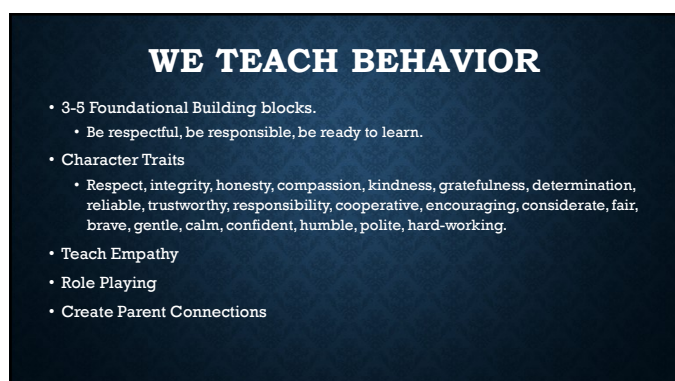 WE TEACH BEHAVIOR
• 3-5 Foundational Building blocks.
• Be respectful, be responsible, be ready to learn.
• Character Traits
• Respect, integrity, honesty, compassion, kindness, gratefulness, determination,
reliable, trustworthy, responsibility, cooperative, encouraging, considerate, fair,
brave, gentle, calm, confident, humble, polite, hard-working.
• Teach Empathy
• Role Playing
• Create Parent Connections